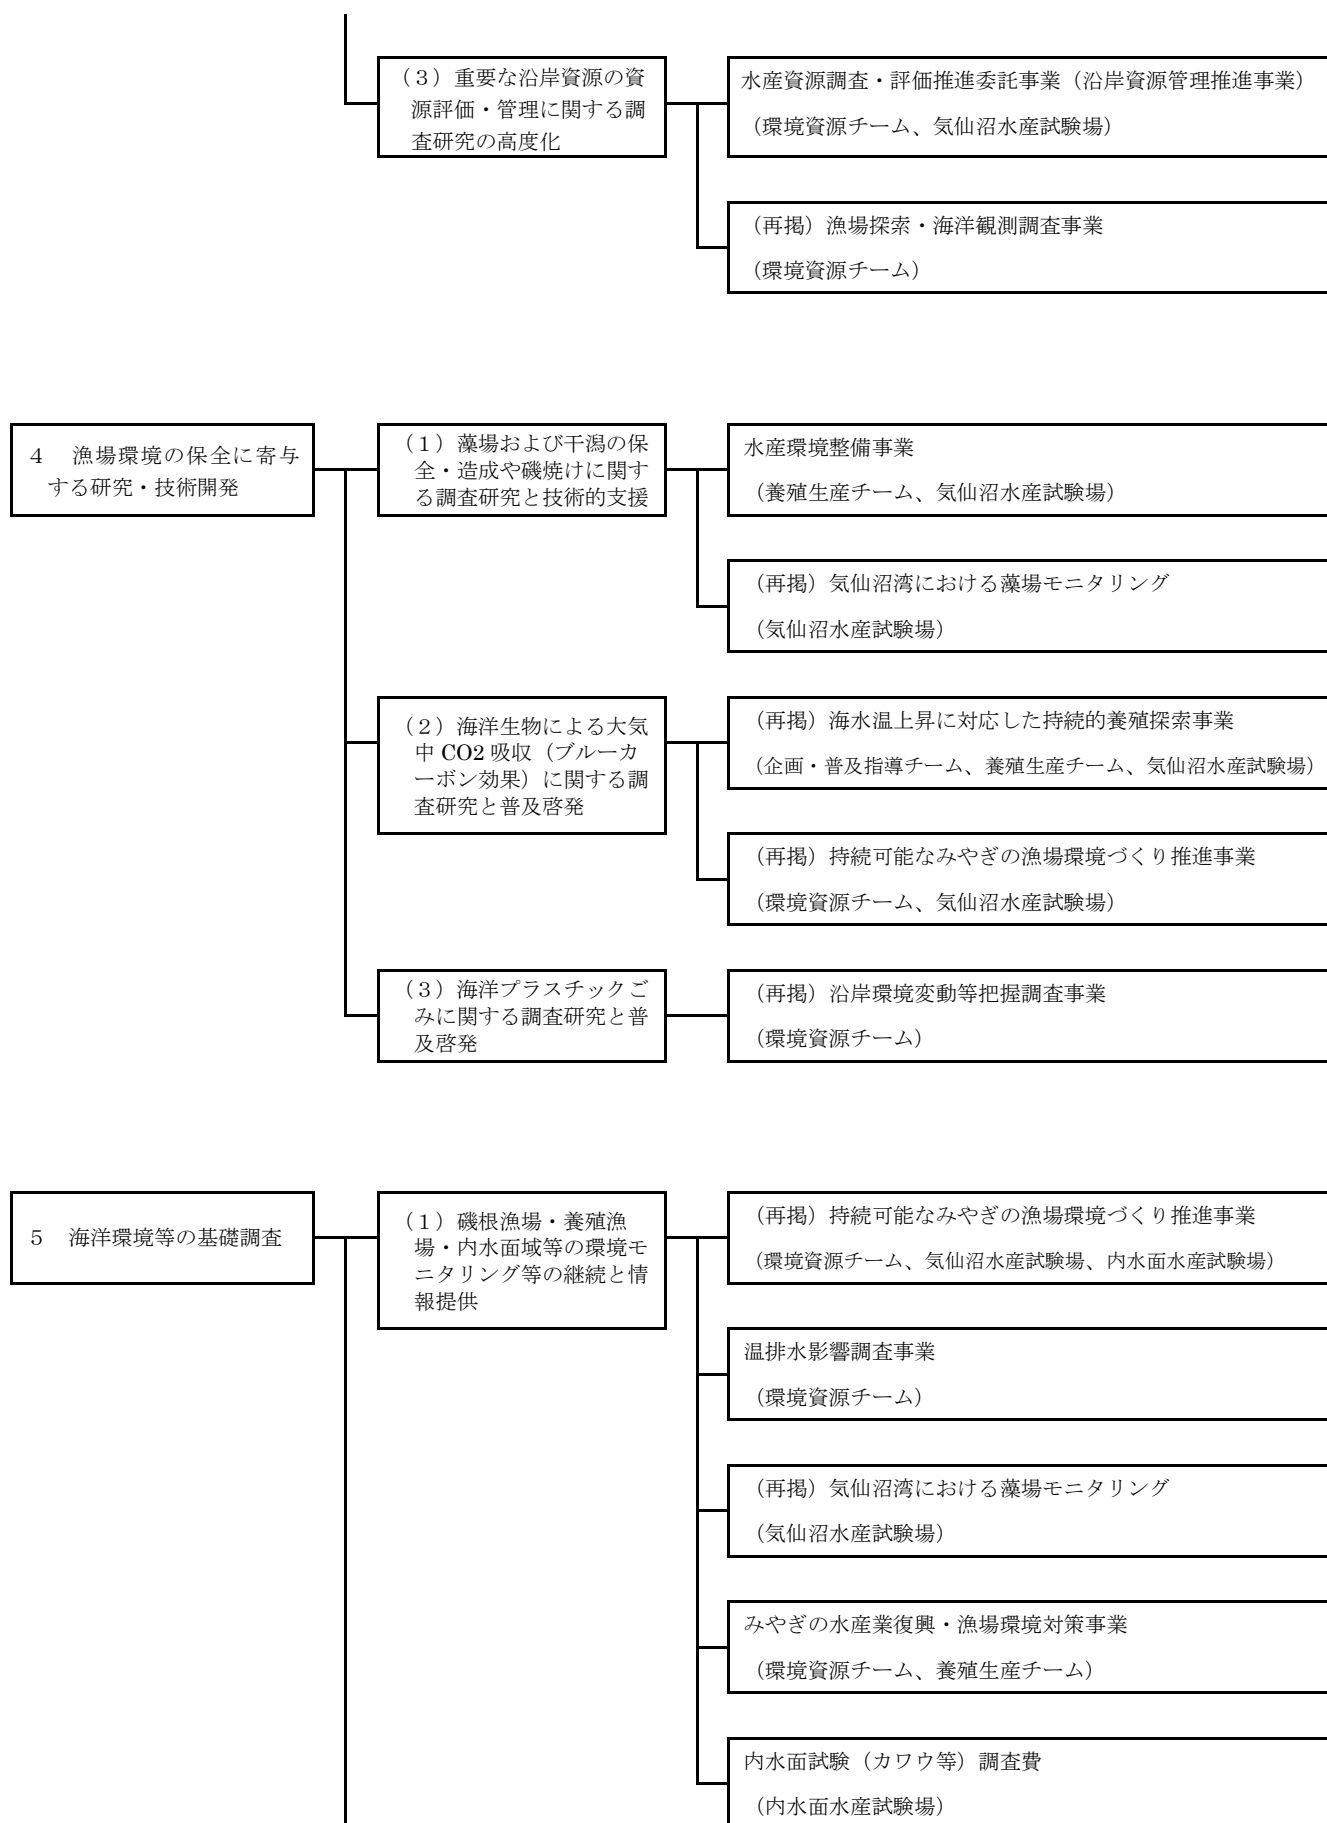 （３）重要な沿岸資源の資
源評価・管理に関する調
査研究の高度化
水産資源調査・評価推進委託事業（沿岸資源管理推進事業）
（環境資源チーム、気仙沼水産試験場）
（再掲）漁場探索・海洋観測調査事業
（環境資源チーム）
４　漁場環境の保全に寄与
する研究・技術開発
（１）藻場および干潟の保
全・造成や磯焼けに関す
る調査研究と技術的支援
水産環境整備事業
（養殖生産チーム、気仙沼水産試験場）
（再掲）気仙沼湾における藻場モニタリング
（気仙沼水産試験場）
（２）海洋生物による大気
中 CO2 吸収（ブルーカ
ーボン効果）に関する調
査研究と普及啓発
（再掲）海水温上昇に対応した持続的養殖探索事業
（企画・普及指導チーム、養殖生産チーム、気仙沼水産試験場）
（再掲）持続可能なみやぎの漁場環境づくり推進事業
（環境資源チーム、気仙沼水産試験場）
（３）海洋プラスチックご
みに関する調査研究と普
及啓発
（再掲）沿岸環境変動等把握調査事業
（環境資源チーム）
５　海洋環境等の基礎調査
（１）磯根漁場・養殖漁
場・内水面域等の環境モ
ニタリング等の継続と情
報提供
（再掲）持続可能なみやぎの漁場環境づくり推進事業
（環境資源チーム、気仙沼水産試験場、内水面水産試験場）
温排水影響調査事業
（環境資源チーム）
（再掲）気仙沼湾における藻場モニタリング
（気仙沼水産試験場）
みやぎの水産業復興・漁場環境対策事業
（環境資源チーム、養殖生産チーム）
内水面試験（カワウ等）調査費
（内水面水産試験場）